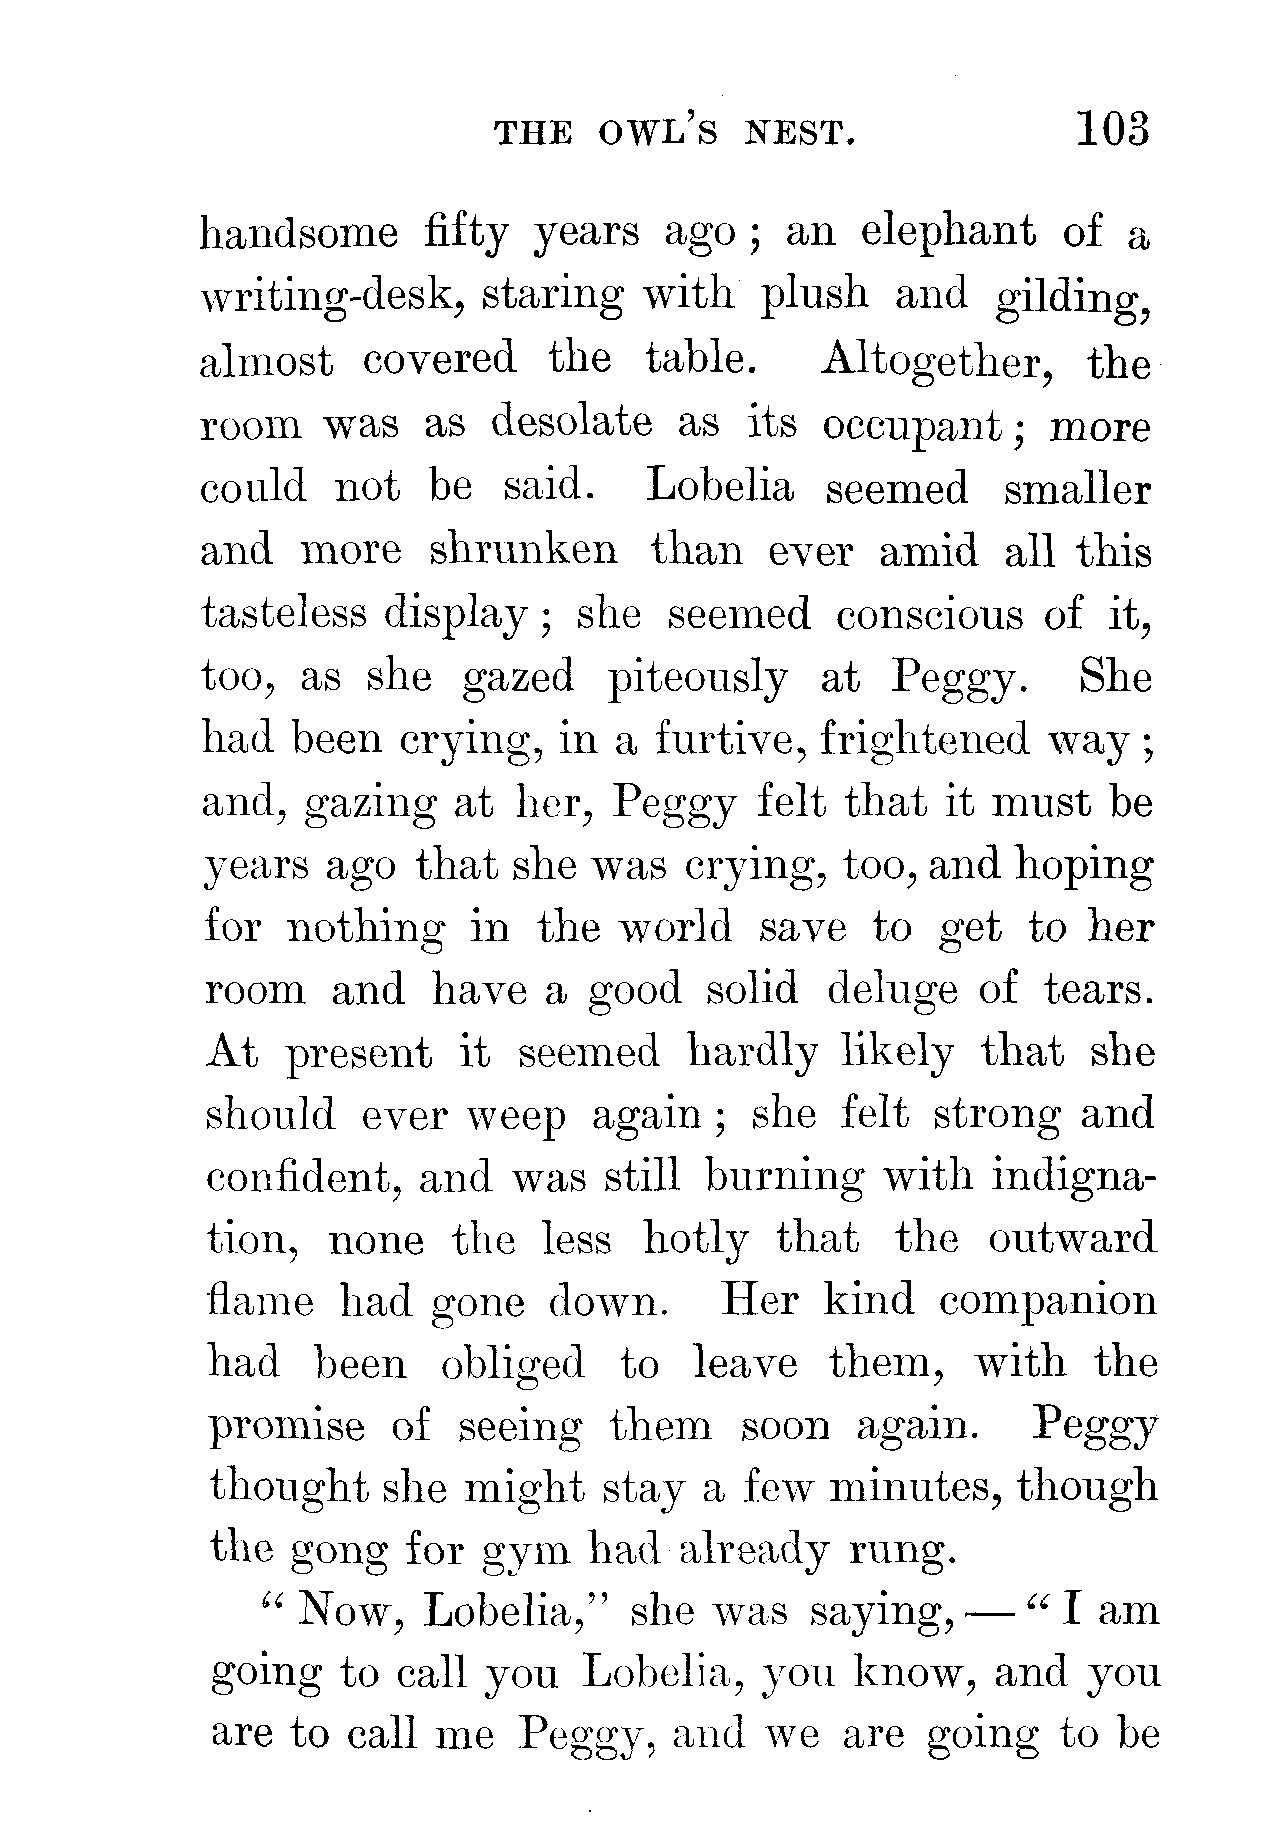 THE OWL'S NEST. 103
handsome fifty years ago ; an elephant of a
writing-desk, staring with plush and gilding,
almost covered the table. Altogether, the
room was as desolate as its occupant ; more
could not be said. Lobelia seemed smaller
and more shrunken than ever amid all this
tasteless display ; she seemed conscious of it,
too, as she gazed piteously at Peggy. She
had been crying, in a furtive, frightened way ;
and, gazing at her, Peggy felt that it must be
years ago that she was crying, too, and hoping
for nothing in the world save to get to her
room and have a good solid deluge of tears.
At present it seemed hardly likely that she
should ever weep again ; she felt strong and
confident, and was still burning with indigna-
tion, none the less hotly that the outward
flame had gone down. Her kind companion
had been obliged to leave them, with the
promise of seeing them soon again. Peggy
thought she might stay a few minutes, though
the gong for gym had already rung.
“ Now, Lobelia,” she was saying, — “ I am
going to call you Lobelia, you know, and you
are to call me Peggy, and we are going to be